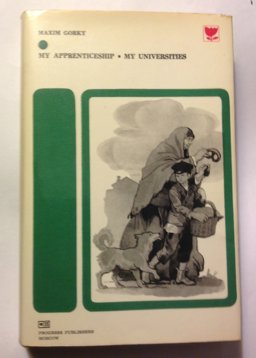 MAXIM GORKY
MY APPRENTICESHIP • MY UNIVERSITIES
PROGRESS PUBLISHERS
MOSCOW